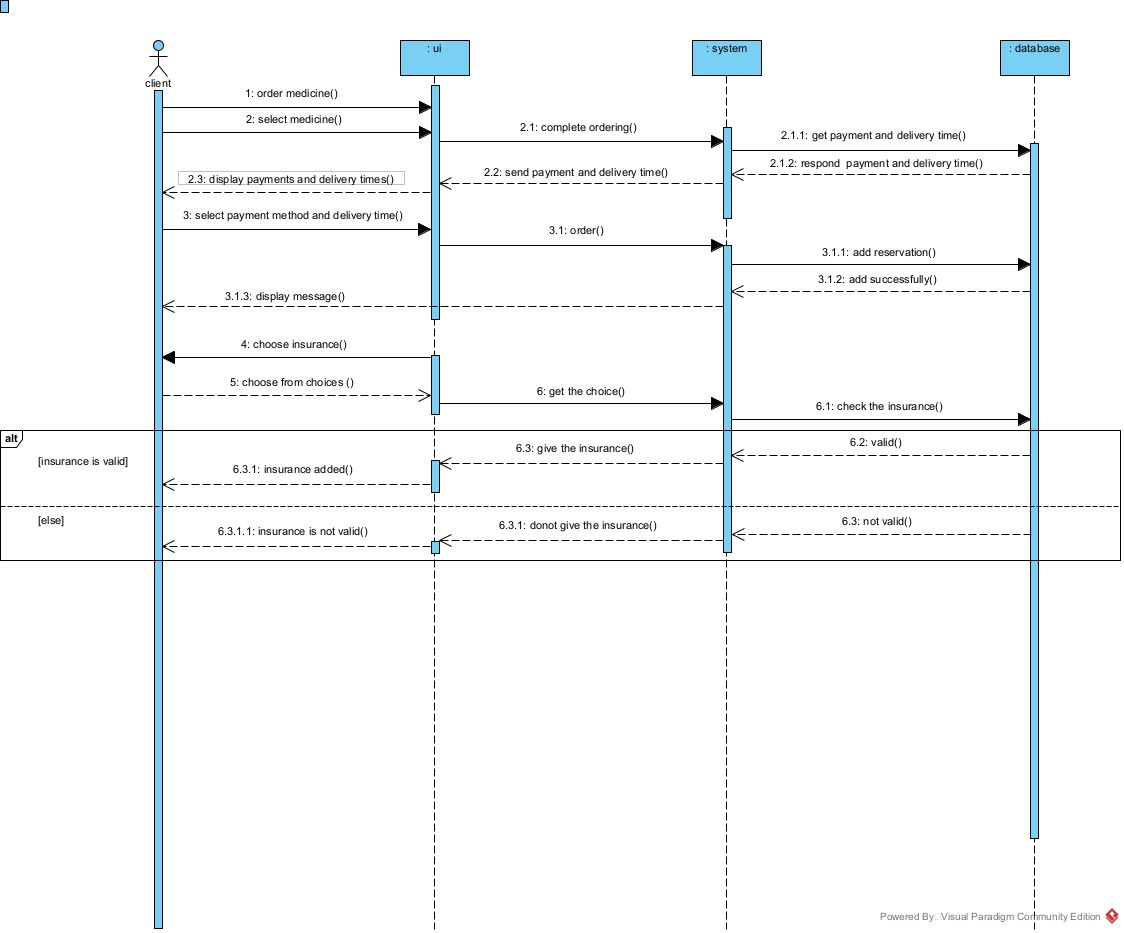 : ui
: system
: database
client
1: order medicine()
2: select medicine()
2.1: complete ordering()
2.1.1: get payment and delivery time()
2.1.2: respond  payment and delivery time()
2.2: send payment and delivery time()
2.3: display payments and delivery times()
3: select payment method and delivery time()
3.1: order()
3.1.1: add reservation()
3.1.2: add successfully()
3.1.3: display message()
4: choose insurance()
5: choose from choices ()
6: get the choice()
6.1: check the insurance()
alt
6.2: valid()
6.3: give the insurance()
[insurance is valid]
6.3.1: insurance added()
[else]
6.3: not valid()
6.3.1: donot give the insurance()
6.3.1.1: insurance is not valid()
Powered By Visual Paradigm Community Edition